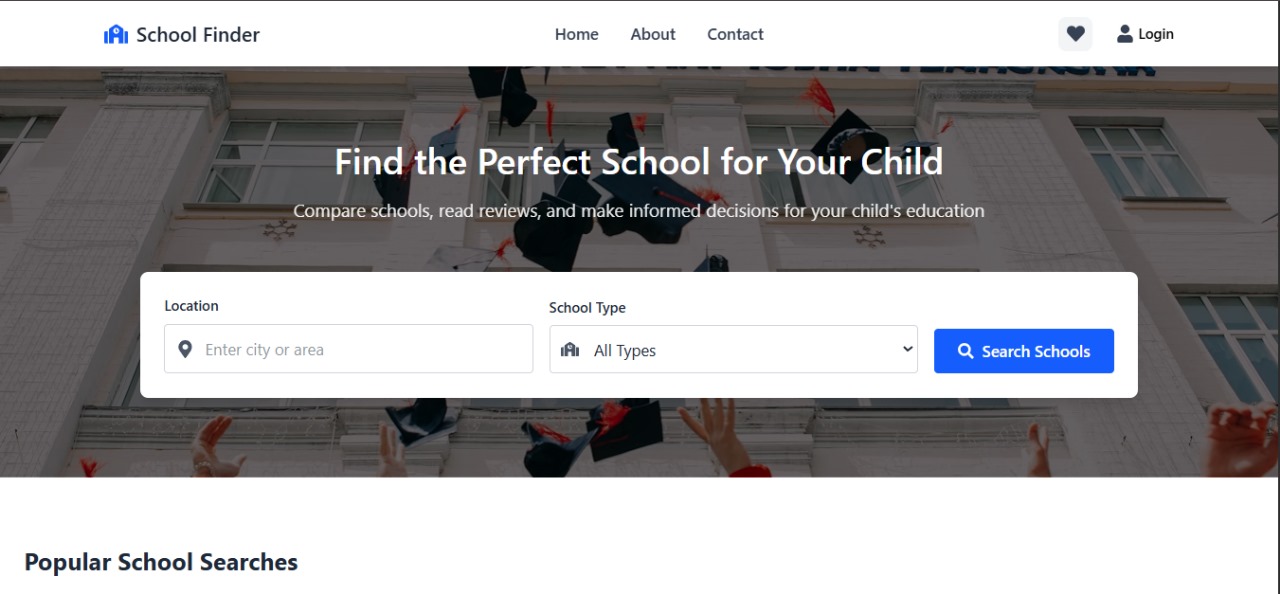 School Finder
Home
About
Contact
Login
Find the Perfect School for Your Child
Compare schools, read reviews, and make informed decisions for your child's education
Location
School Type
Enter city or area
All Types
Search Schools
Popular School Searches